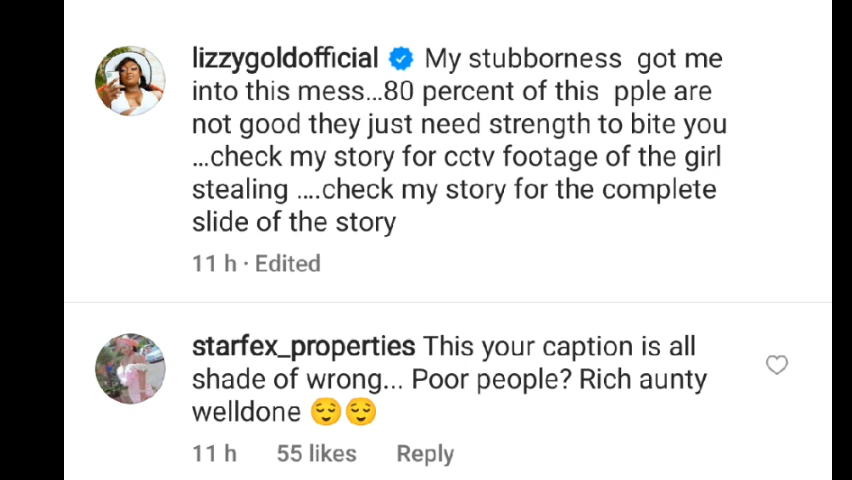 lizzygoldofficial My stubborness got me
into this mess...80 percent of this pple are
not good they just need strength to bite you
...check my story for cctv footage of the girl
stealing ....check my story for the complete
slide of the story
11 h · Edited
starfex_properties This your caption is all
shade of wrong... Poor people? Rich aunty
welldone 😌😌
11 h 55 likes Reply